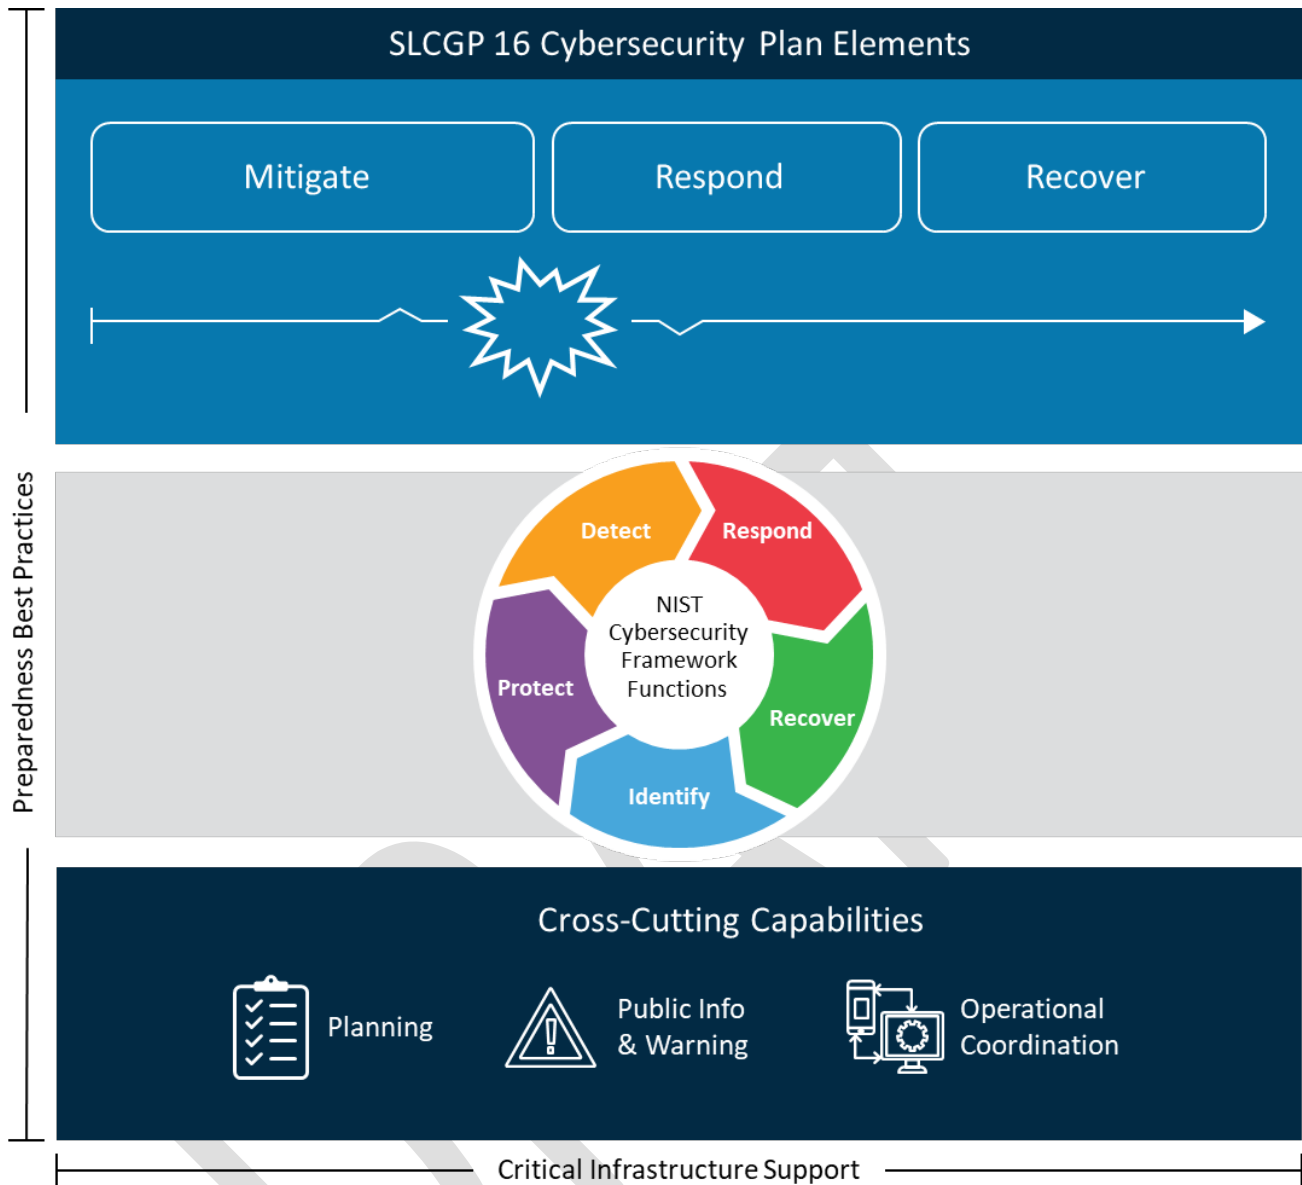 SLCGP 16 Cybersecurity Plan Elements
Mitigate
Respond
Recover
Preparedness Best Practices
Detect
Respond
Protect
NIST
Cybersecurity
Framework
Functions
Recover
Identify
Cross-Cutting Capabilities
Planning
Public Info
& Warning
Operational
Coordination
Critical Infrastructure Support